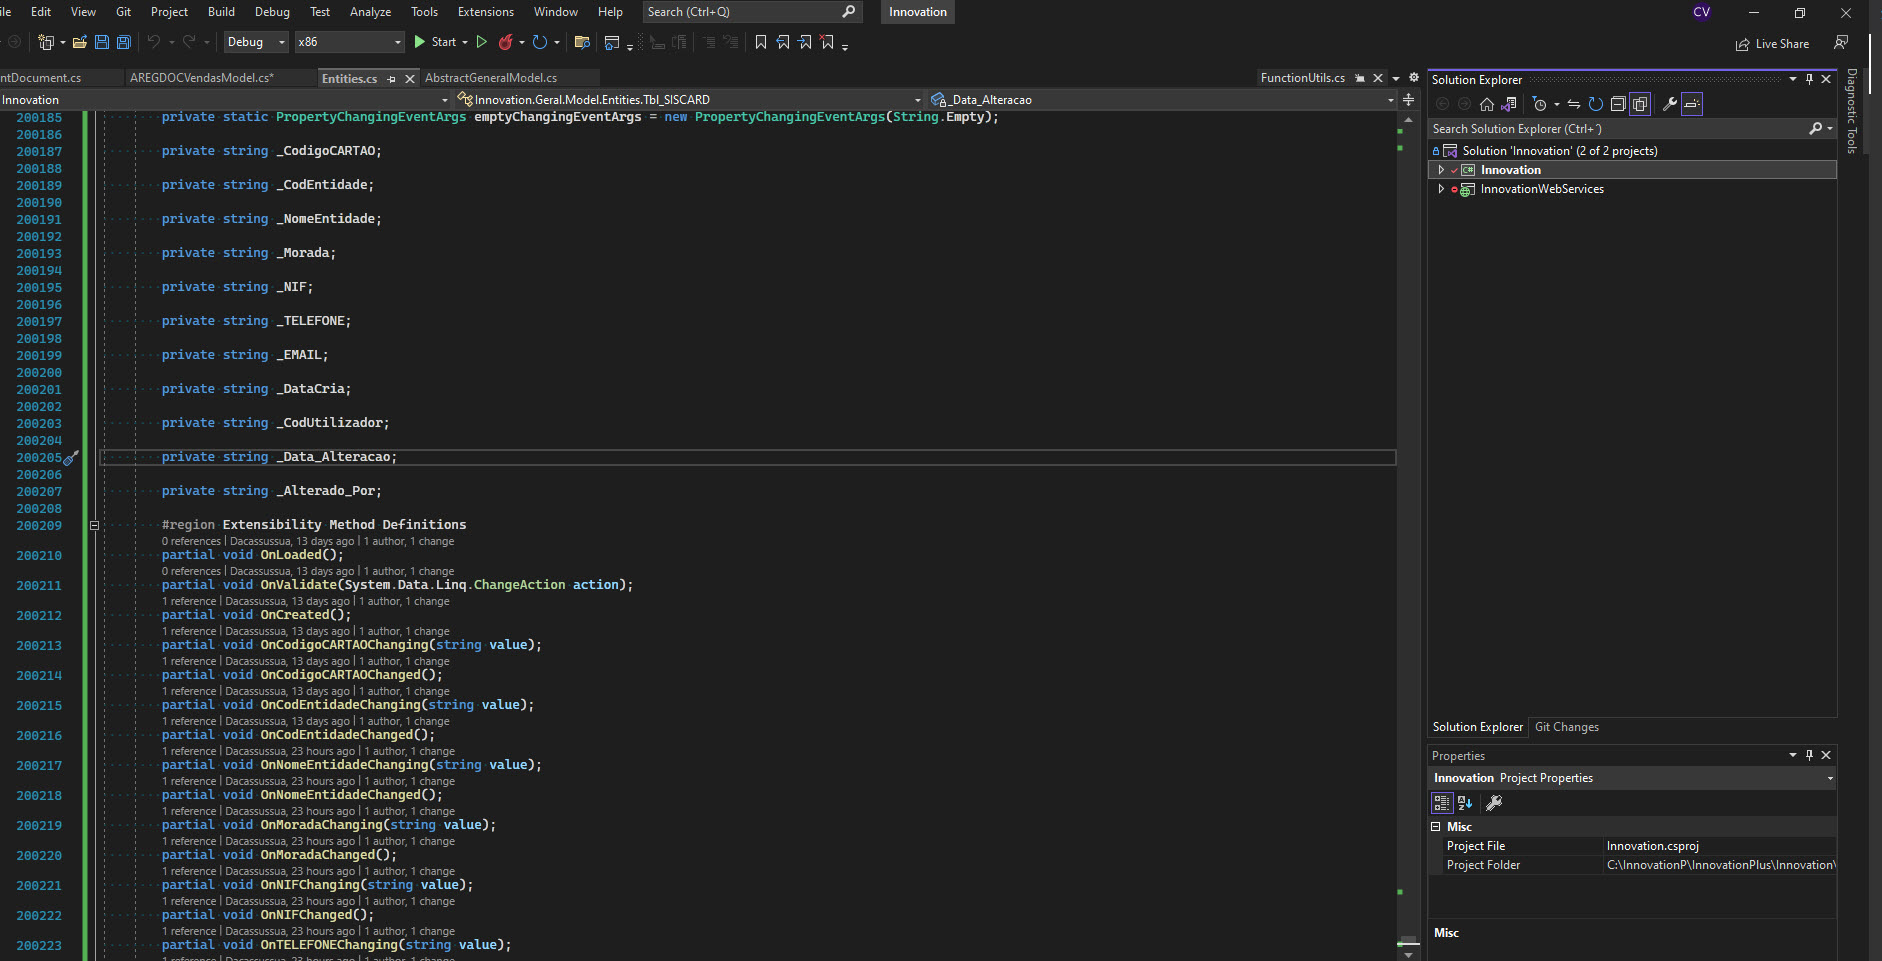 ile Edit View Git Project Build Debug Test Analyze Tools Extensions Window Help Search (Ctrl+Q) Innovation CV
Debug x86 Start Live Share
ntDocument.cs AREGDOCVendasModel.cs* Entities.cs AbstractGeneralModel.cs FunctionUtils.cs
Innovation Innovation.Geral.Model.Entities.Tbl_SISCARD _Data_Alteracao
200185 private static PropertyChangingEventArgs emptyChangingEventArgs = new PropertyChangingEventArgs(String.Empty);
200186
200187 private string _CodigoCARTAO;
200188
200189 private string _CodEntidade;
200190
200191 private string _NomeEntidade;
200192
200193 private string _Morada;
200194
200195 private string _NIF;
200196
200197 private string _TELEFONE;
200198
200199 private string _EMAIL;
200200
200201 private string _DataCria;
200202
200203 private string _CodUtilizador;
200204
200205 private string _Data_Alteracao;
200206
200207 private string _Alterado_Por;
200208
200209 #region Extensibility Method Definitions
0 references | Dacassussua, 13 days ago | 1 author, 1 change
200210 partial void OnLoaded();
0 references | Dacassussua, 13 days ago | 1 author, 1 change
200211 partial void OnValidate(System.Data.Linq.ChangeAction action);
1 reference | Dacassussua, 13 days ago | 1 author, 1 change
200212 partial void OnCreated();
1 reference | Dacassussua, 13 days ago | 1 author, 1 change
200213 partial void OnCodigoCARTAOChanging(string value);
1 reference | Dacassussua, 13 days ago | 1 author, 1 change
200214 partial void OnCodigoCARTAOChanged();
1 reference | Dacassussua, 13 days ago | 1 author, 1 change
200215 partial void OnCodEntidadeChanging(string value);
1 reference | Dacassussua, 13 days ago | 1 author, 1 change
200216 partial void OnCodEntidadeChanged();
1 reference | Dacassussua, 23 hours ago | 1 author, 1 change
200217 partial void OnNomeEntidadeChanging(string value);
1 reference | Dacassussua, 23 hours ago | 1 author, 1 change
200218 partial void OnNomeEntidadeChanged();
1 reference | Dacassussua, 23 hours ago | 1 author, 1 change
200219 partial void OnMoradaChanging(string value);
1 reference | Dacassussua, 23 hours ago | 1 author, 1 change
200220 partial void OnMoradaChanged();
1 reference | Dacassussua, 23 hours ago | 1 author, 1 change
200221 partial void OnNIFChanging(string value);
1 reference | Dacassussua, 23 hours ago | 1 author, 1 change
200222 partial void OnNIFChanged();
1 reference | Dacassussua, 23 hours ago | 1 author, 1 change
200223 partial void OnTELEFONEChanging(string value);
1 reference | Dacassussua, 23 hours ago | 1 author, 1 change
Solution Explorer
Search Solution Explorer (Ctrl+´)
Solution 'Innovation' (2 of 2 projects)
Innovation
InnovationWebServices
Solution Explorer Git Changes
Properties
Innovation Project Properties
Misc
Project File Innovation.csproj
Project Folder C:\InnovationP\InnovationPlus\Innovation\
Misc
Diagnostic Tools